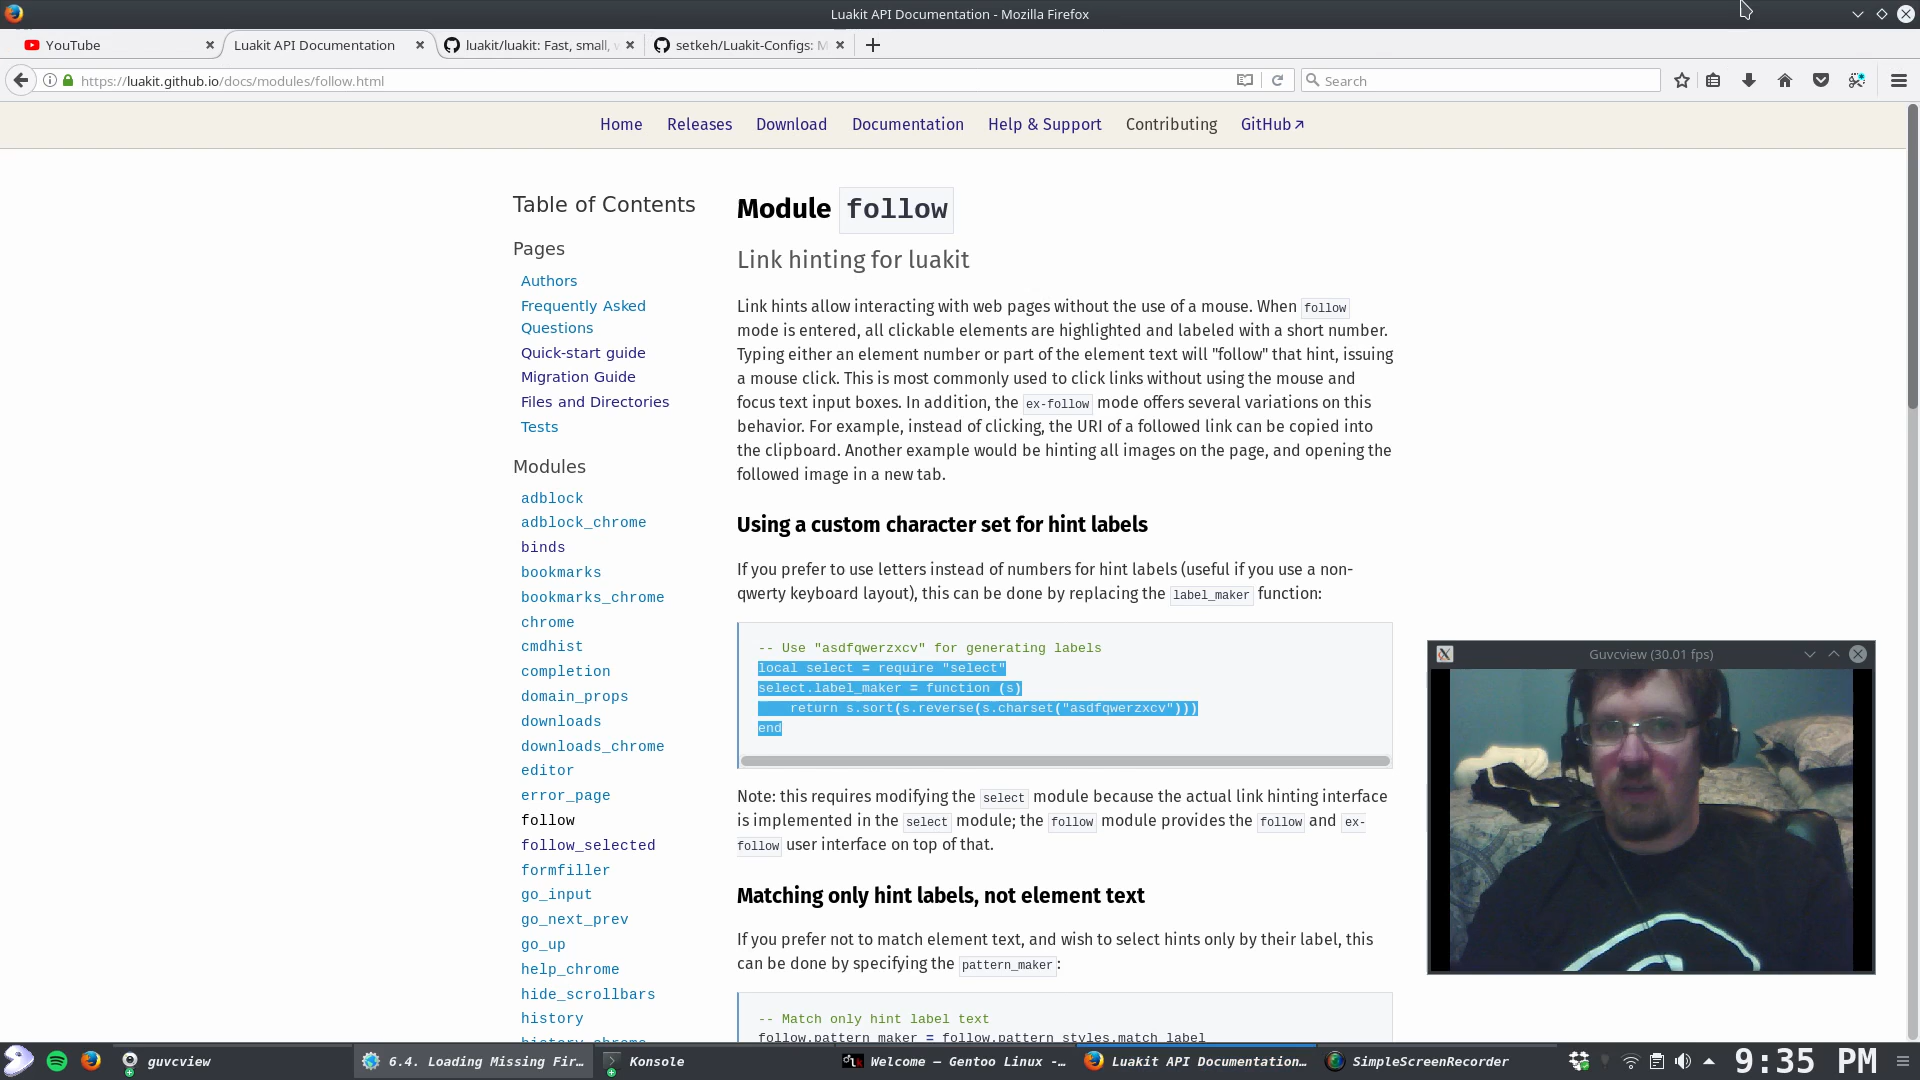 Luakit API Documentation - Mozilla Firefox
YouTube
Luakit API Documentation
luakit/luakit: Fast, small, w
setkeh/Luakit-Configs: M
https://luakit.github.io/docs/modules/follow.html
Search
Home
Releases
Download
Documentation
Help & Support
Contributing
GitHub↗
Table of Contents
Pages
Authors
Frequently Asked
Questions
Quick-start guide
Migration Guide
Files and Directories
Tests
Modules
adblock
adblock_chrome
binds
bookmarks
bookmarks_chrome
chrome
cmdhist
completion
domain_props
downloads
downloads_chrome
editor
error_page
follow
follow_selected
formfiller
go_input
go_next_prev
go_up
help_chrome
hide_scrollbars
history
history_chrome
Module follow
Link hinting for luakit
Link hints allow interacting with web pages without the use of a mouse. When follow
mode is entered, all clickable elements are highlighted and labeled with a short number.
Typing either an element number or part of the element text will "follow" that hint, issuing
a mouse click. This is most commonly used to click links without using the mouse and
focus text input boxes. In addition, the ex-follow mode offers several variations on this
behavior. For example, instead of clicking, the URI of a followed link can be copied into
the clipboard. Another example would be hinting all images on the page, and opening the
followed image in a new tab.
Using a custom character set for hint labels
If you prefer to use letters instead of numbers for hint labels (useful if you use a non-
qwerty keyboard layout), this can be done by replacing the label_maker function:
-- Use "asdfqwerzxcv" for generating labels
local select = require "select"
select.label_maker = function (s)
    return s.sort(s.reverse(s.charset("asdfqwerzxcv")))
end
Note: this requires modifying the select module because the actual link hinting interface
is implemented in the select module; the follow module provides the follow and ex-
follow user interface on top of that.
Matching only hint labels, not element text
If you prefer not to match element text, and wish to select hints only by their label, this
can be done by specifying the pattern_maker:
-- Match only hint label text
follow.pattern_maker = follow.pattern_styles.match_label
Guvcview (30.01 fps)
guvcview
6.4. Loading Missing Fir...
Konsole
Welcome — Gentoo Linux -...
Luakit API Documentation...
SimpleScreenRecorder
9:35 PM